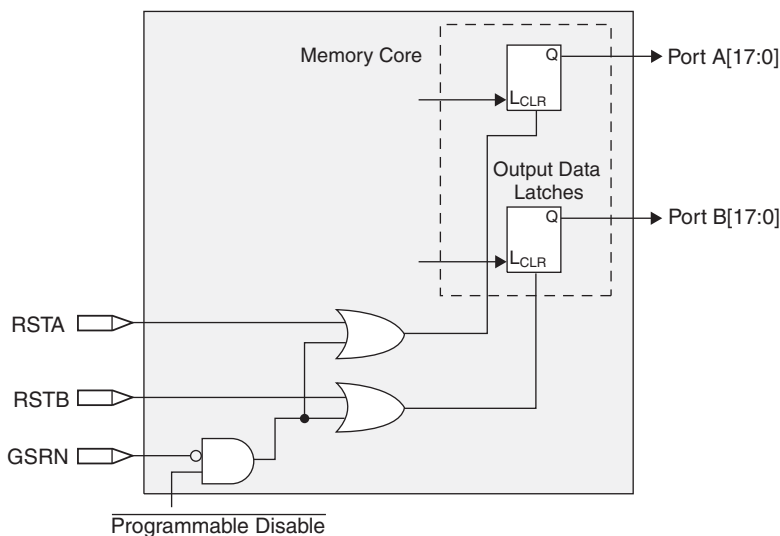 Memory Core
Q
Port A[17:0]
LCLR
Output Data
Latches
Q
Port B[17:0]
LCLR
RSTA
RSTB
GSRN
Programmable Disable